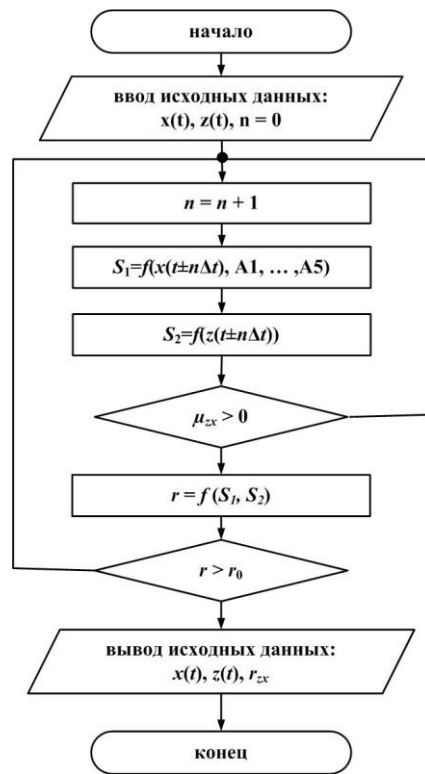 начало
ввод исходных данных:
x(t), z(t), n = 0
n = n + 1
S₁=f(x(t±nΔt), A1, … ,A5)
S₂=f(z(t±nΔt))
μzx > 0
r = f (S₁, S₂)
r > r₀
вывод исходных данных:
x(t), z(t), rzx
конец